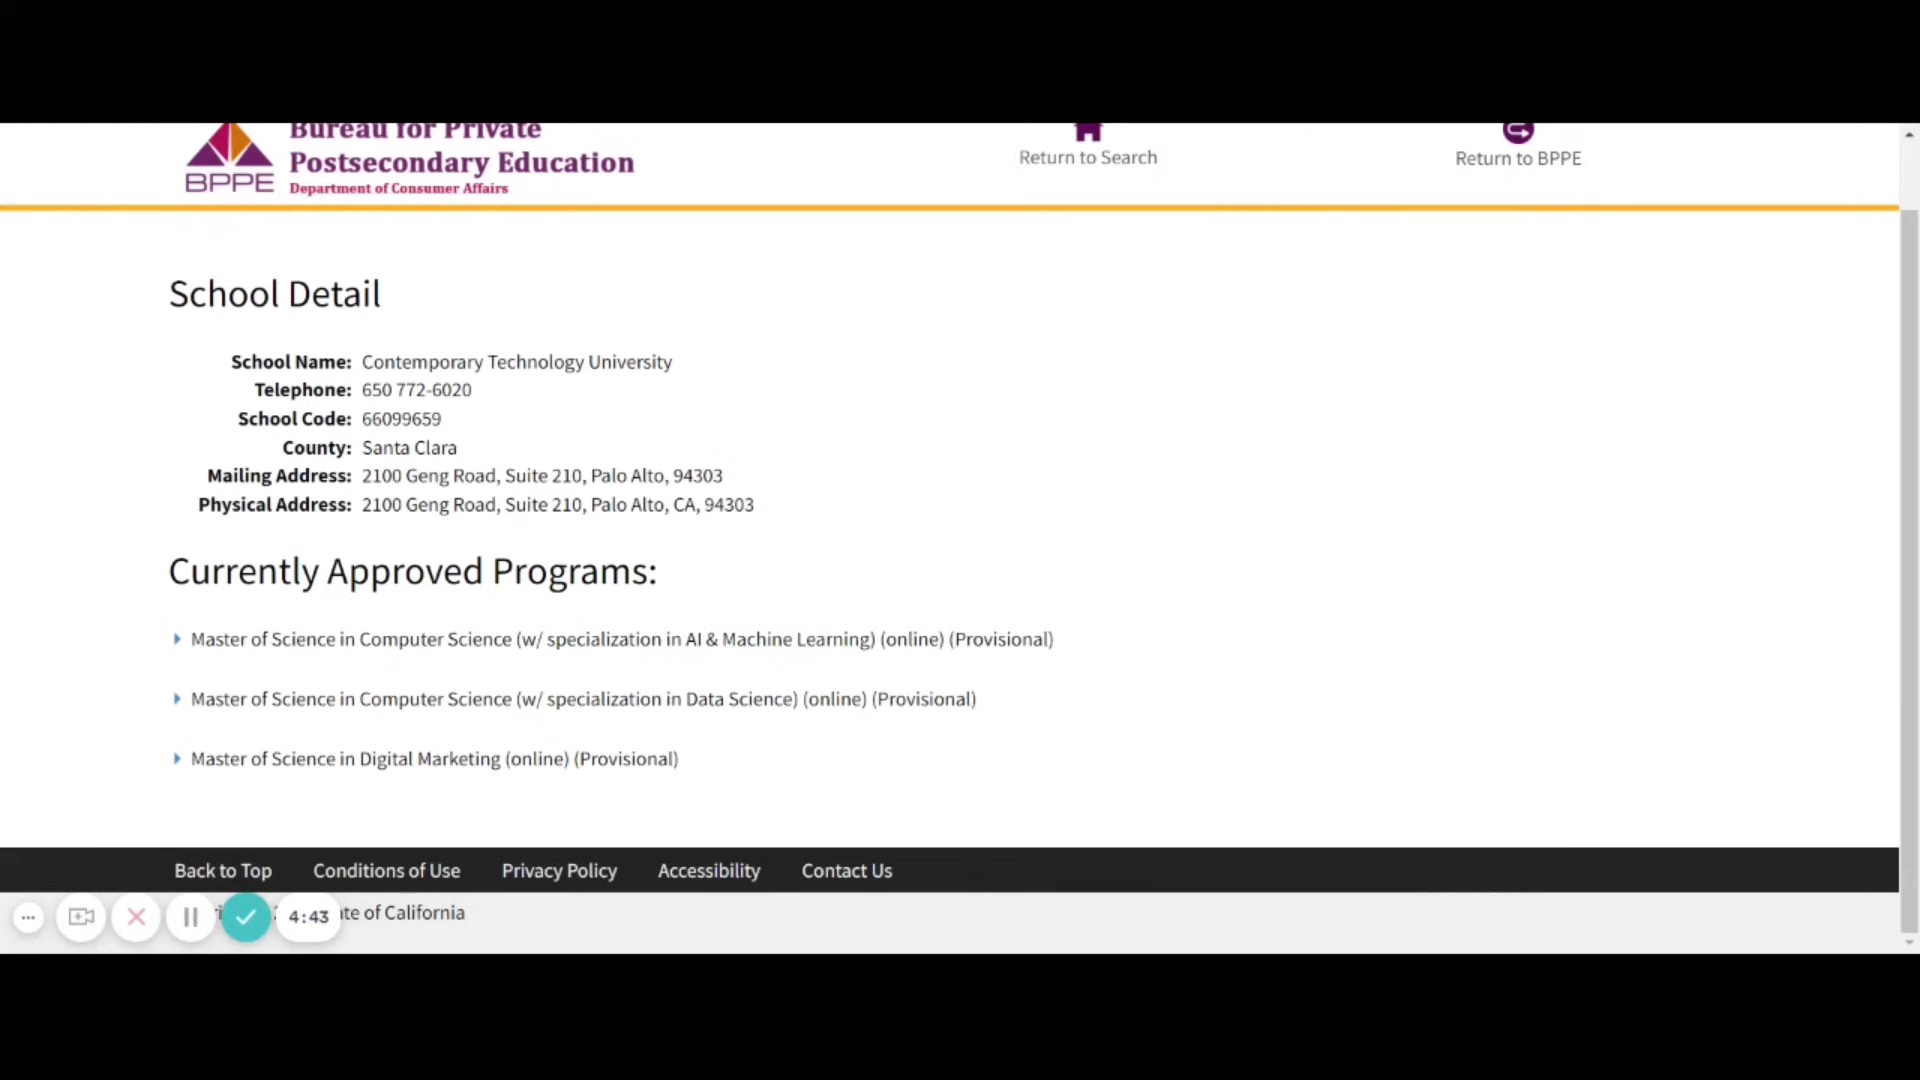 Bureau for Private
Postsecondary Education
BPPE
Department of Consumer Affairs
Return to Search
Return to BPPE
School Detail
School Name: Contemporary Technology University
Telephone: 650 772-6020
School Code: 66099659
County: Santa Clara
Mailing Address: 2100 Geng Road, Suite 210, Palo Alto, 94303
Physical Address: 2100 Geng Road, Suite 210, Palo Alto, CA, 94303
Currently Approved Programs:
Master of Science in Computer Science (w/ specialization in AI & Machine Learning) (online) (Provisional)
Master of Science in Computer Science (w/ specialization in Data Science) (online) (Provisional)
Master of Science in Digital Marketing (online) (Provisional)
Back to Top Conditions of Use Privacy Policy Accessibility Contact Us
4:43 of California